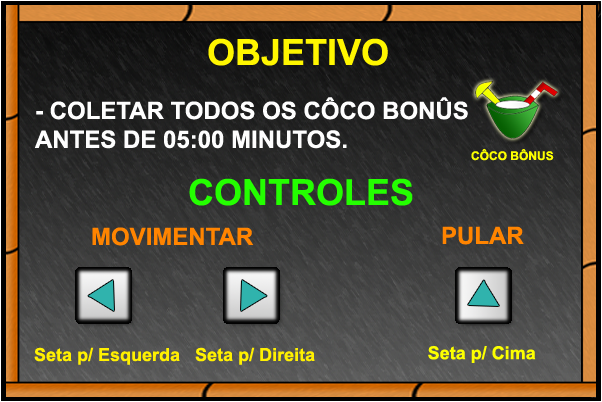 OBJETIVO
- COLETAR TODOS OS CÔCO BONÛS
ANTES DE 05:00 MINUTOS.
CÔCO BÔNUS
CONTROLES
MOVIMENTAR
PULAR
Seta p/ Esquerda
Seta p/ Direita
Seta p/ Cima